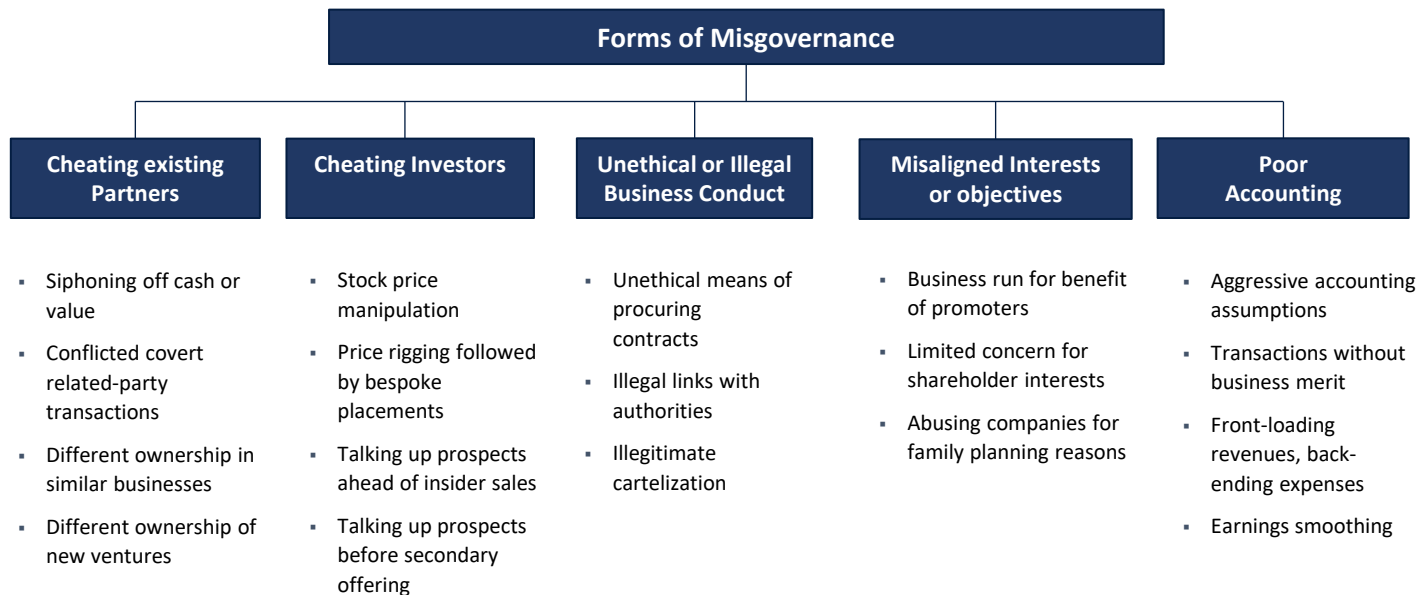 Forms of Misgovernance
Cheating existing
Partners
Cheating Investors
Unethical or Illegal
Business Conduct
Misaligned Interests
or objectives
Poor
Accounting
▪ Siphoning off cash or
value
▪ Conflicted covert
related-party
transactions
▪ Different ownership in
similar businesses
▪ Different ownership of
new ventures
▪ Stock price
manipulation
▪ Price rigging followed
by bespoke
placements
▪ Talking up prospects
ahead of insider sales
▪ Talking up prospects
before secondary
offering
▪ Unethical means of
procuring
contracts
▪ Illegal links with
authorities
▪ Illegitimate
cartelization
▪ Business run for benefit
of promoters
▪ Limited concern for
shareholder interests
▪ Abusing companies for
family planning reasons
▪ Aggressive accounting
assumptions
▪ Transactions without
business merit
▪ Front-loading
revenues, back-
ending expenses
▪ Earnings smoothing